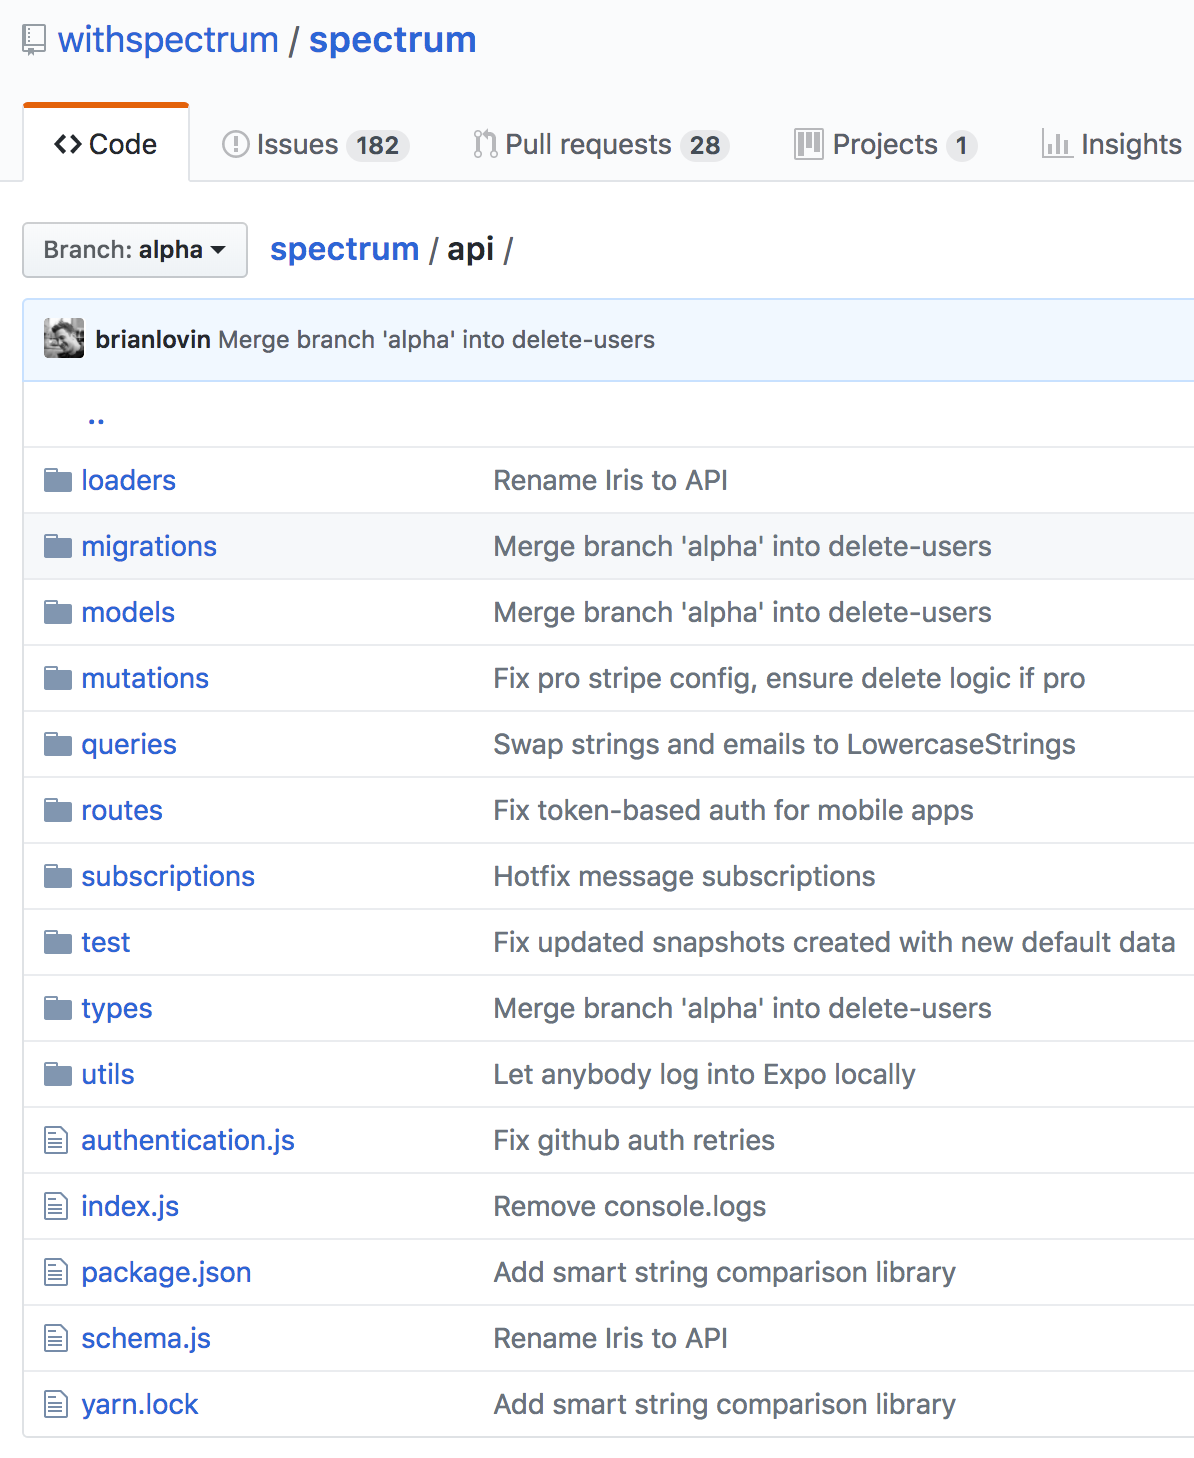 withspectrum / spectrum
Code Issues 182 Pull requests 28 Projects 1 Insights
Branch: alpha spectrum / api /
brianlovin Merge branch 'alpha' into delete-users
..
loaders Rename Iris to API
migrations Merge branch 'alpha' into delete-users
models Merge branch 'alpha' into delete-users
mutations Fix pro stripe config, ensure delete logic if pro
queries Swap strings and emails to LowercaseStrings
routes Fix token-based auth for mobile apps
subscriptions Hotfix message subscriptions
test Fix updated snapshots created with new default data
types Merge branch 'alpha' into delete-users
utils Let anybody log into Expo locally
authentication.js Fix github auth retries
index.js Remove console.logs
package.json Add smart string comparison library
schema.js Rename Iris to API
yarn.lock Add smart string comparison library